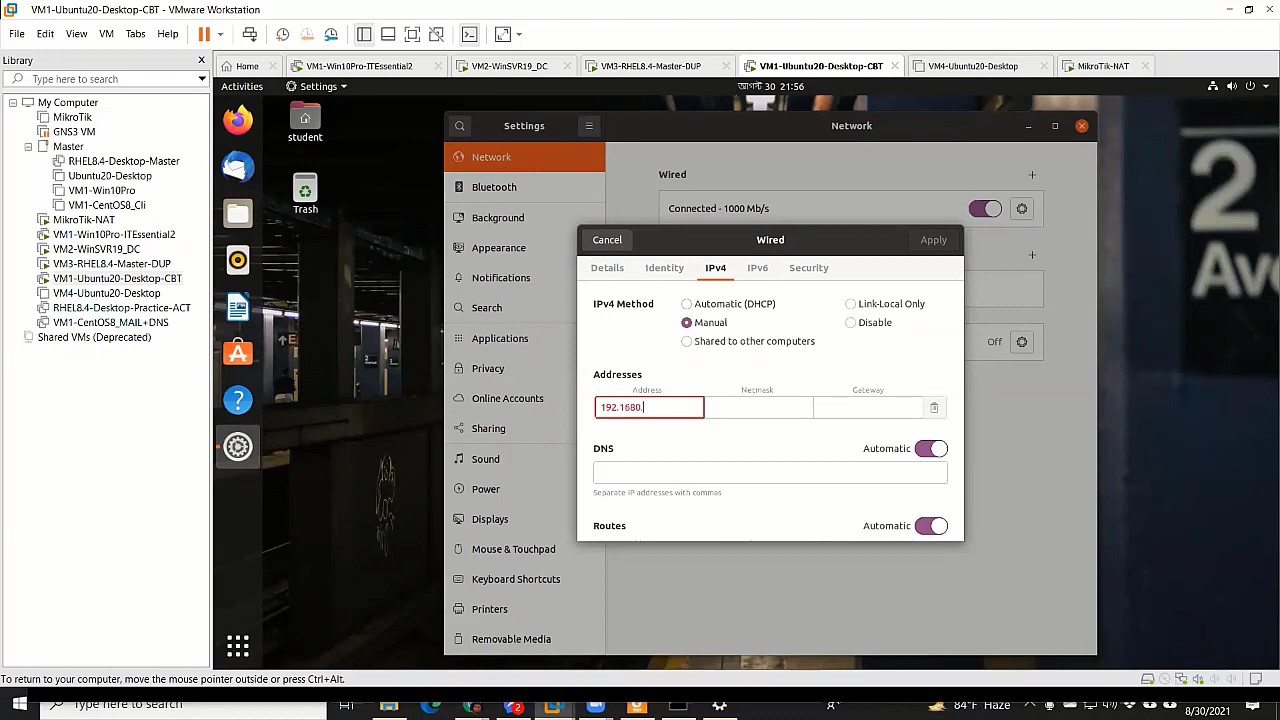 VM1-Ubuntu20-Desktop-CBT - VMware Workstation
File Edit View VM Tabs Help
Library
Type here to search
Home VM1-Win10Pro-ITEssential2 VM2-WinSVR19_DC VM3-RHEL8.4-Master-DUP VM1-Ubuntu20-Desktop-CBT VM4-Ubuntu20-Desktop MikroTik-NAT
Activities Settings আগস্ট 30 21:56
My Computer
MikroTik
GNS3 VM
Master
RHEL8.4-Desktop-Master
Ubuntu20-Desktop
VM1-Win10Pro
VM1-CentOS8_Cli
MikroTik-NAT
VM1-Win10Pro-ITEssential2
VM2-WinSVR19_DC
VM3-RHEL8.4-Master-DUP
VM1-Ubuntu20-Desktop-CBT
VM4-Ubuntu20-Desktop
RHEL8.4-Desktop-Practice-ACT
VM1-CentOS8_MAIL+DNS
Shared VMs (Deprecated)
student
Trash
Settings Network
Network
Bluetooth
Background
Appearance
Notifications
Search
Applications
Privacy
Online Accounts
Sharing
Sound
Power
Displays
Mouse & Touchpad
Keyboard Shortcuts
Printers
Removable Media
Wired
Connected - 1000 Mb/s
Off
Cancel Wired Apply
Details Identity IPv4 IPv6 Security
IPv4 Method Automatic (DHCP) Link-Local Only
Manual Disable
Shared to other computers
Addresses
Address Netmask Gateway
192.1680.
DNS Automatic
Separate IP addresses with commas
Routes Automatic
2
Av
To return to your computer, move the mouse pointer outside or press Ctrl+Alt.
Type here to search 2 84°F Haze 8/30/2021